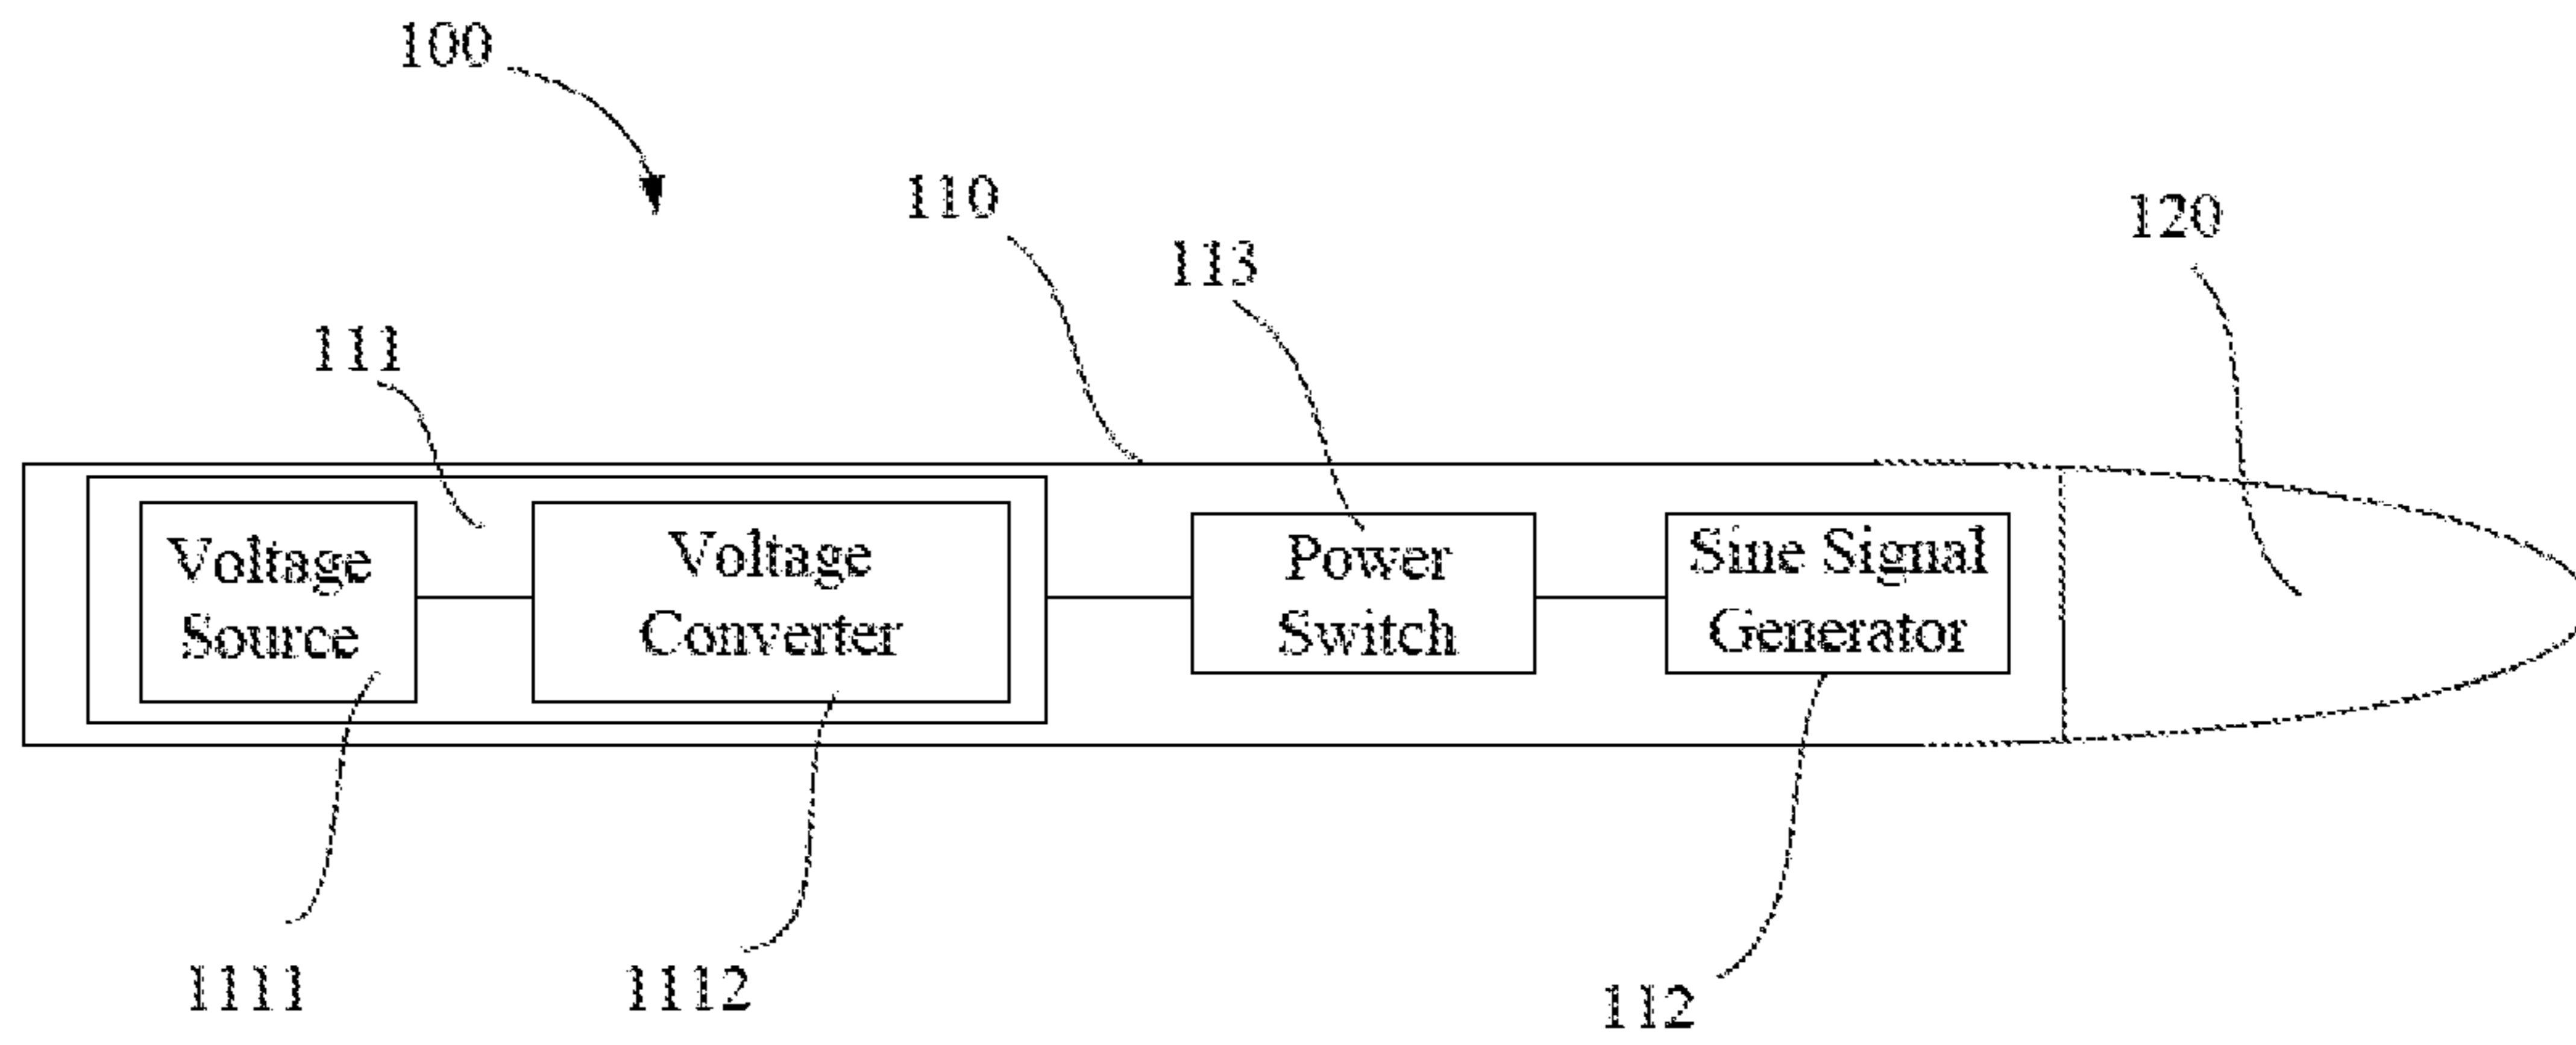 100
110
120
113
111
Voltage
Source
Voltage
Converter
Power
Switch
Sine Signal
Generator
1111
1112
112